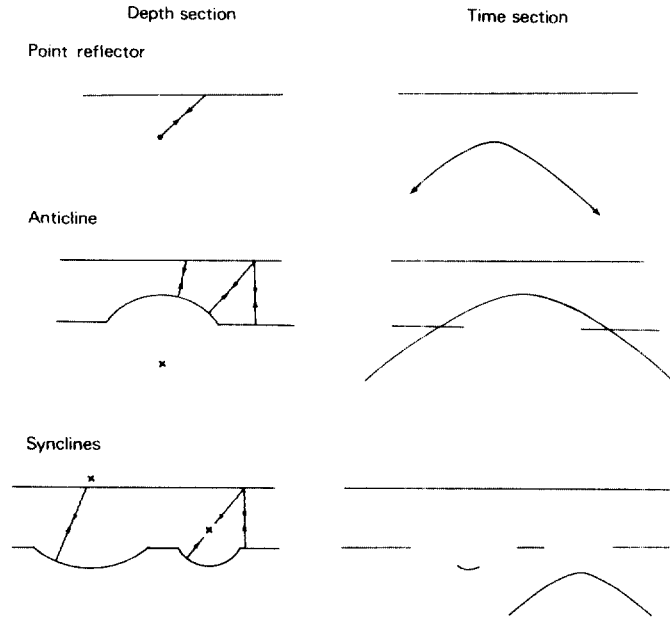 Depth section
Time section
Point reflector
Anticline
Synclines